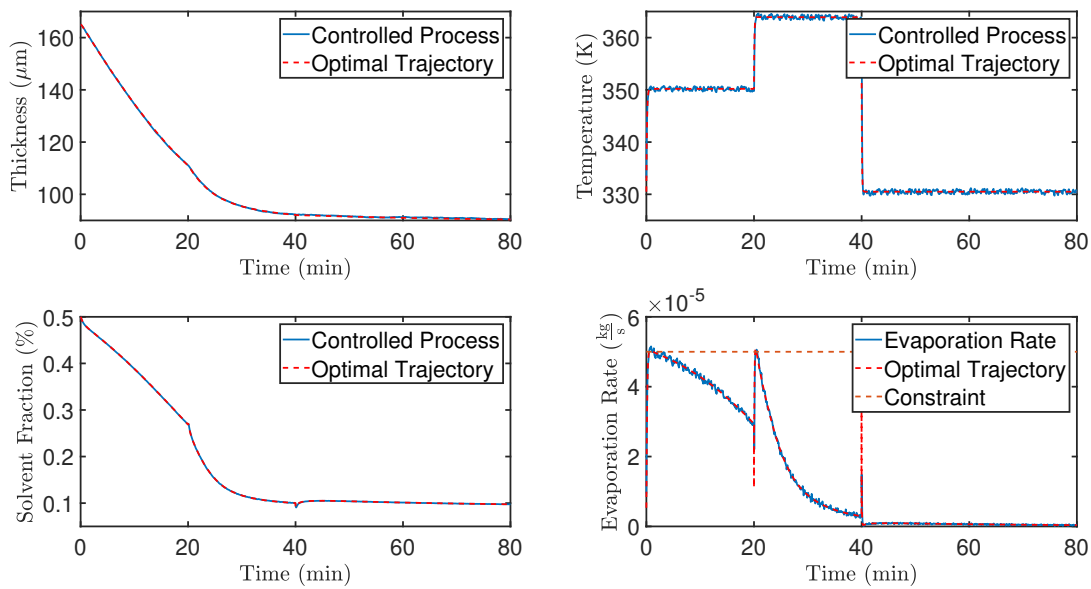 Controlled Process
Optimal Trajectory
Thickness (μm)
160
140
120
100
0
20
40
60
80
Time (min)
Controlled Process
Optimal Trajectory
Temperature (K)
360
350
340
330
0
20
40
60
80
Time (min)
Controlled Process
Optimal Trajectory
Solvent Fraction (%)
0.5
0.4
0.3
0.2
0.1
0
20
40
60
80
Time (min)
×10⁻⁵
Evaporation Rate
Optimal Trajectory
Constraint
Evaporation Rate (kg/s)
6
4
2
0
0
20
40
60
80
Time (min)